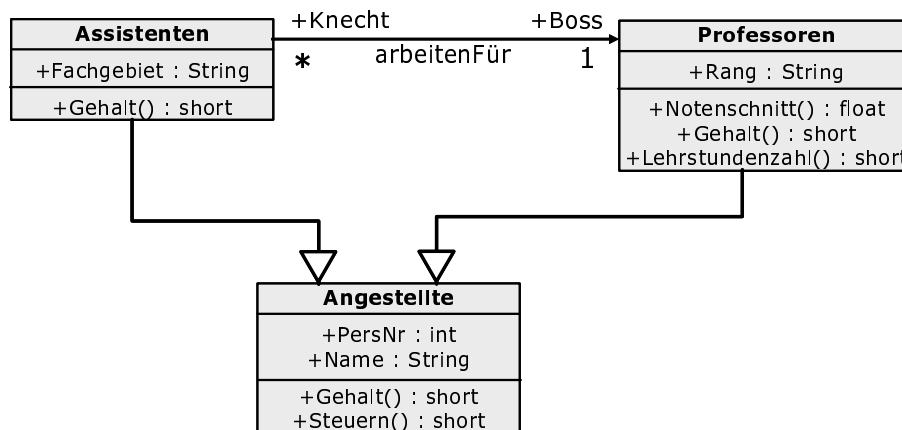 +Knecht
+Boss
Assistenten
Professoren
*
arbeitenFür
1
+Fachgebiet : String
+Rang : String
+Gehalt() : short
+Notenschnitt() : float
+Gehalt() : short
+Lehrstundenzahl() : short
Angestellte
+PersNr : int
+Name : String
+Gehalt() : short
+Steuern() : short